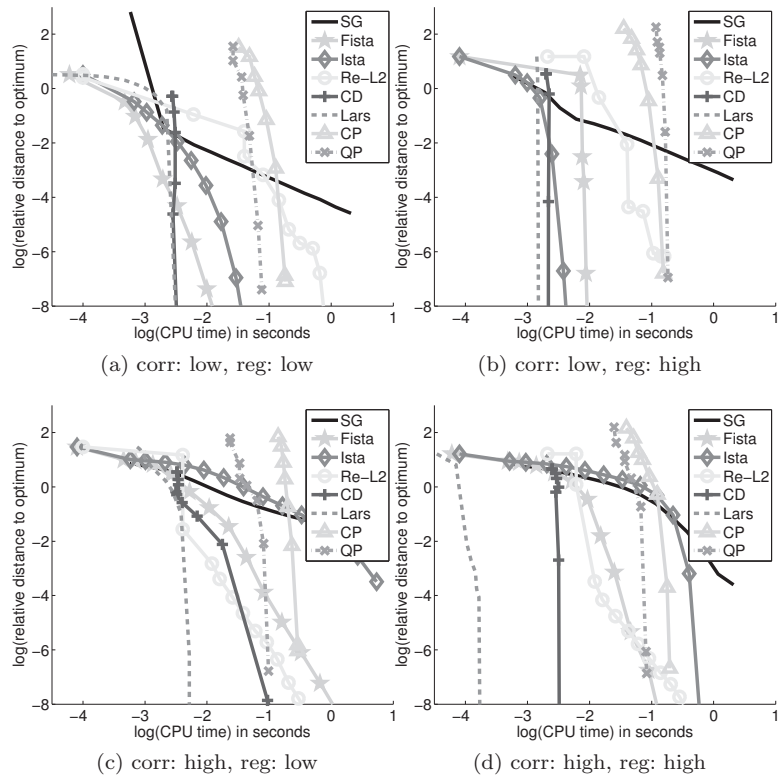 2
0
−2
−4
−6
−8
log(relative distance to optimum)
−4 −3 −2 −1 0 1
log(CPU time) in seconds
SG
Fista
Ista
Re−L2
CD
Lars
CP
QP
(a) corr: low, reg: low
2
0
−2
−4
−6
−8
log(relative distance to optimum)
−4 −3 −2 −1 0 1
log(CPU time) in seconds
SG
Fista
Ista
Re−L2
CD
Lars
CP
QP
(b) corr: low, reg: high
2
0
−2
−4
−6
−8
log(relative distance to optimum)
−4 −3 −2 −1 0 1
log(CPU time) in seconds
SG
Fista
Ista
Re−L2
CD
Lars
CP
QP
(c) corr: high, reg: low
2
0
−2
−4
−6
−8
log(relative distance to optimum)
−4 −3 −2 −1 0 1
log(CPU time) in seconds
SG
Fista
Ista
Re−L2
CD
Lars
CP
QP
(d) corr: high, reg: high